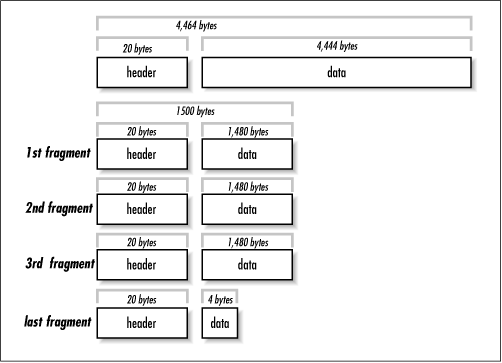 4,464 bytes
20 bytes 4,444 bytes
header data
1500 bytes
20 bytes 1,480 bytes
1st fragment header data
20 bytes 1,480 bytes
2nd fragment header data
20 bytes 1,480 bytes
3rd fragment header data
20 bytes 4 bytes
last fragment header data